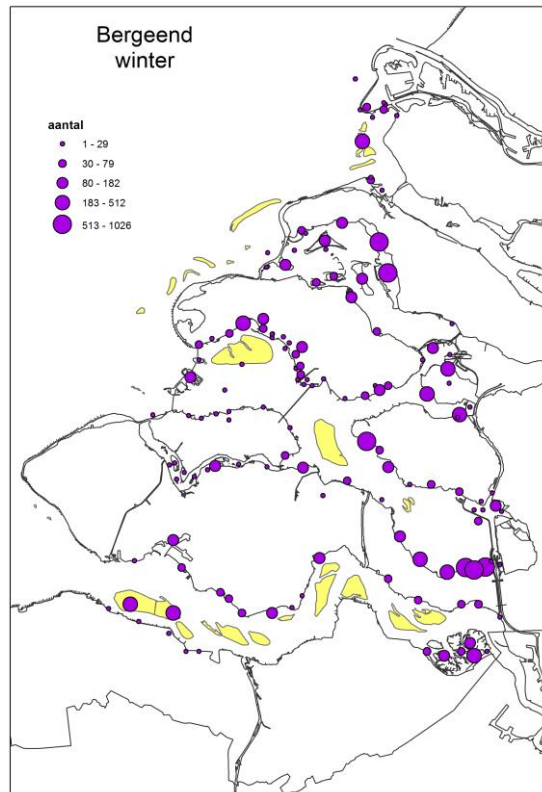 Bergeend
winter
aantal
1 - 29
30 - 79
80 - 182
183 - 512
513 - 1026